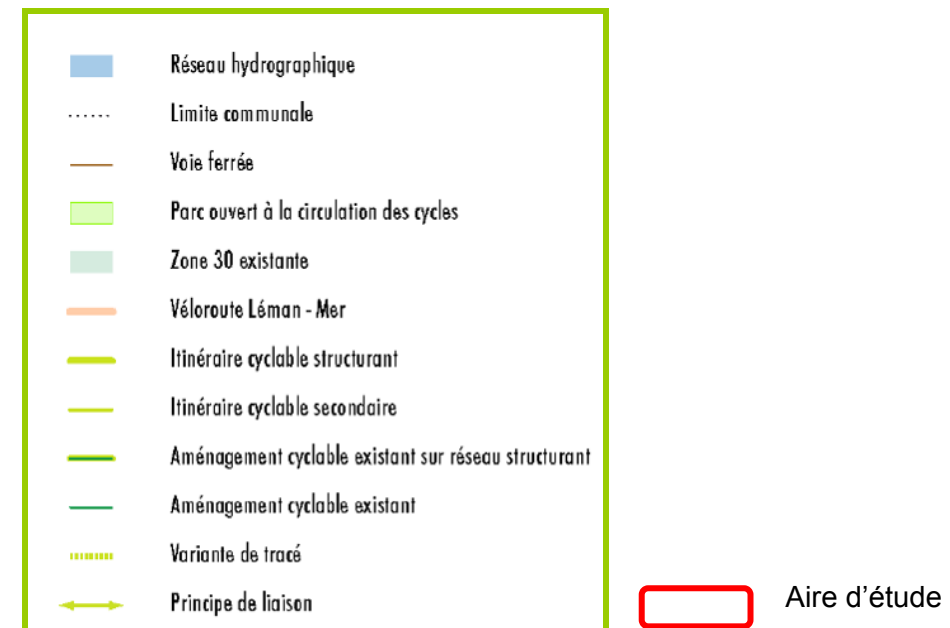 Réseau hydrographique
Limite communale
Voie ferrée
Parc ouvert à la circulation des cycles
Zone 30 existante
Véloroute Léman - Mer
Itinéraire cyclable structurant
Itinéraire cyclable secondaire
Aménagement cyclable existant sur réseau structurant
Aménagement cyclable existant
Variante de tracé
Principe de liaison
Aire d’étude